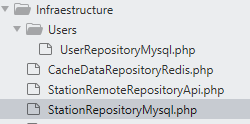 Infraestructure
Users
UserRepositoryMysql.php
CacheDataRepositoryRedis.php
StationRemoteRepositoryApi.php
StationRepositoryMysql.php